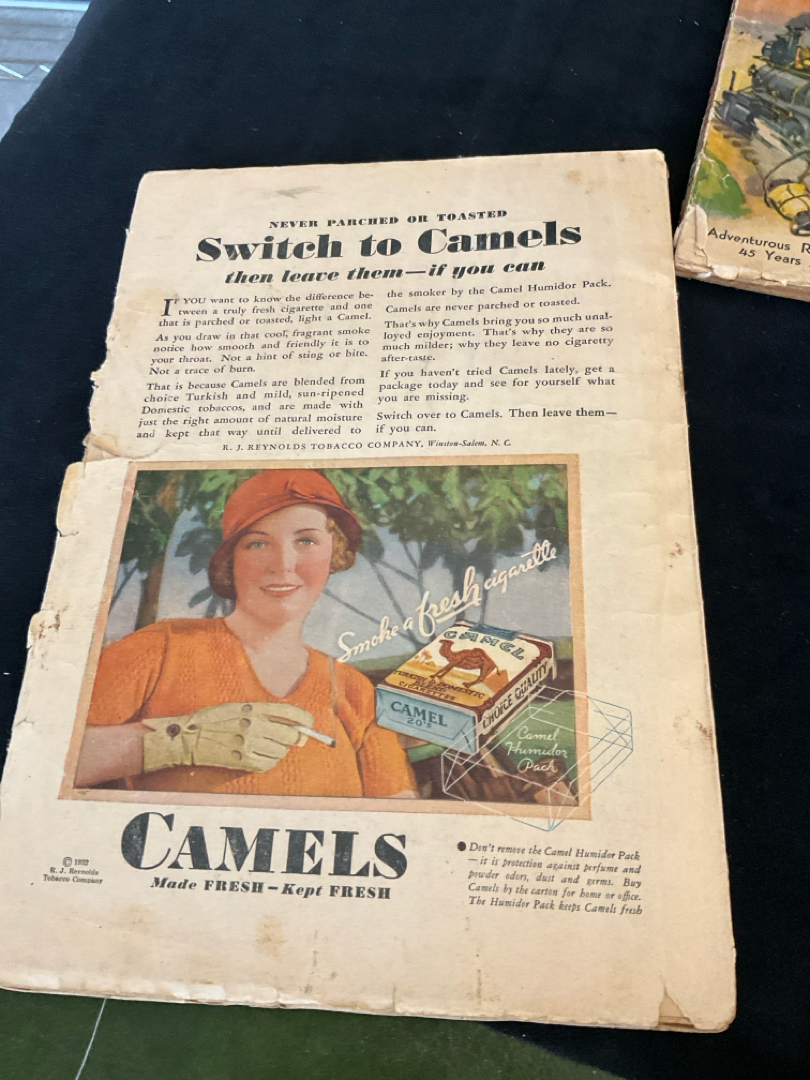 NEVER PARCHED OR TOASTED
Switch to Camels
then leave them—if you can
IF YOU want to know the difference be-
tween a truly fresh cigarette and one
that is parched or toasted, light a Camel.
As you draw in that cool, fragrant smoke
notice how smooth and friendly it is to
your throat. Not a hint of sting or bite.
Not a trace of burn.
That is because Camels are blended from
choice Turkish and mild, sun-ripened
Domestic tobaccos, and are made with
just the right amount of natural moisture
and kept that way until delivered to
the smoker by the Camel Humidor Pack.
Camels are never parched or toasted.
That's why Camels bring you so much unal-
loyed enjoyment. That's why they are so
much milder; why they leave no cigaretty
after-taste.
If you haven't tried Camels lately, get a
package today and see for yourself what
you are missing.
Switch over to Camels. Then leave them—
if you can.
R. J. REYNOLDS TOBACCO COMPANY, Winston-Salem, N. C.
Smoke a fresh cigarette
CAMEL
TURKISH & DOMESTIC
BLEND
CIGARETTES
CHOICE QUALITY
CAMEL
20's
Camel
Humidor
Pack
CAMELS
Made FRESH—Kept FRESH
© 1932
R. J. Reynolds
Tobacco Company
● Don't remove the Camel Humidor Pack
—it is protection against perfume and
powder odors, dust and germs. Buy
Camels by the carton for home or office.
The Humidor Pack keeps Camels fresh
Adventurous R
45 Years